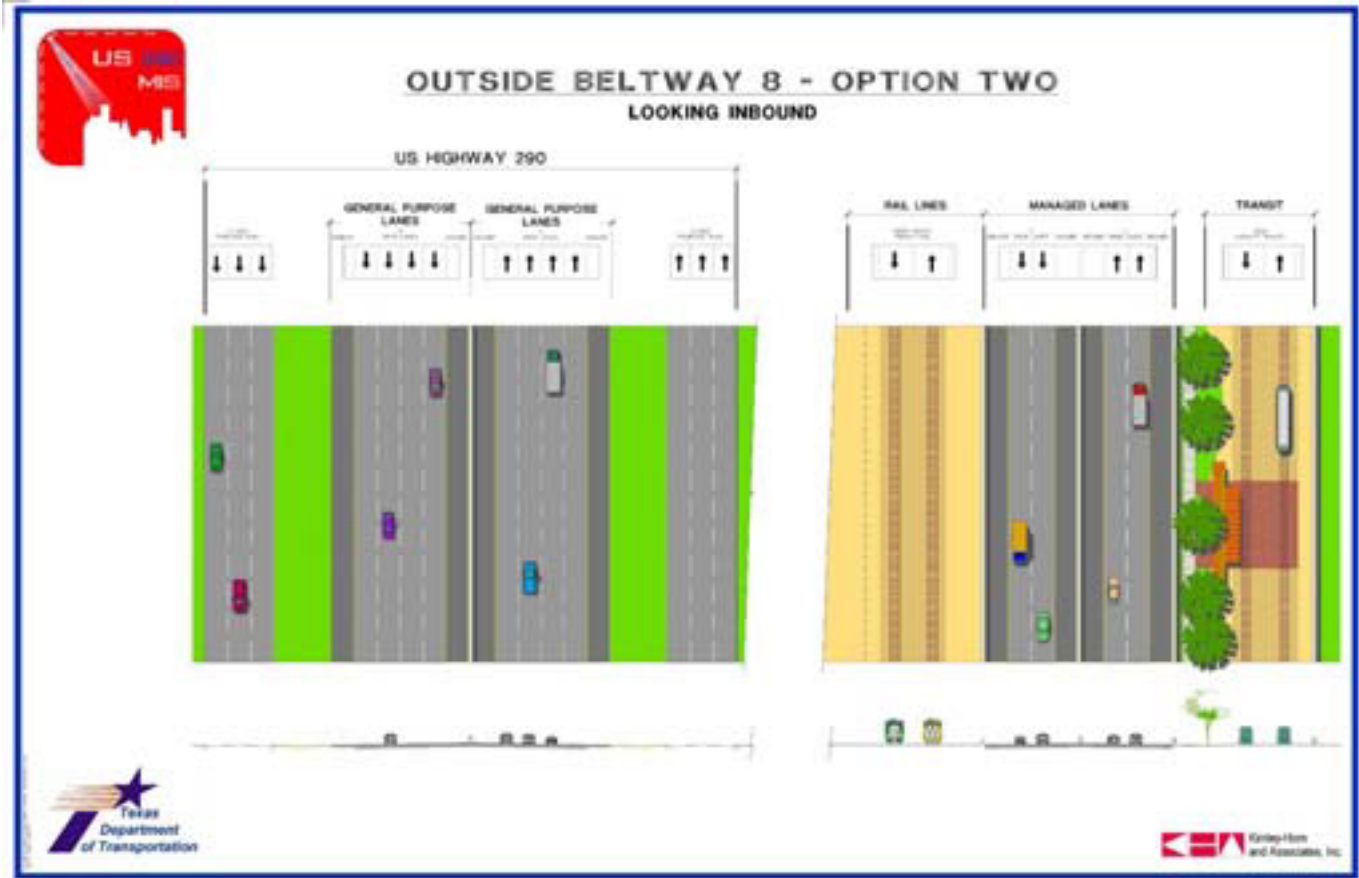 US 290
MIS
OUTSIDE BELTWAY 8 - OPTION TWO
LOOKING INBOUND
US HIGHWAY 290
GENERAL PURPOSE
LANES
GENERAL PURPOSE
LANES
RAIL LINES
MANAGED LANES
TRANSIT
Texas
Department
of Transportation
Kimley-Horn
and Associates, Inc.